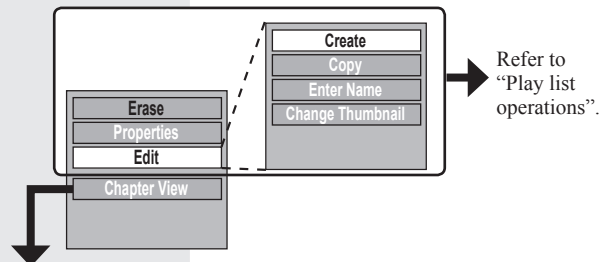 Create
Copy
Enter Name
Change Thumbnail
Refer to
“Play list
operations”.
Erase
Properties
Edit
Chapter View